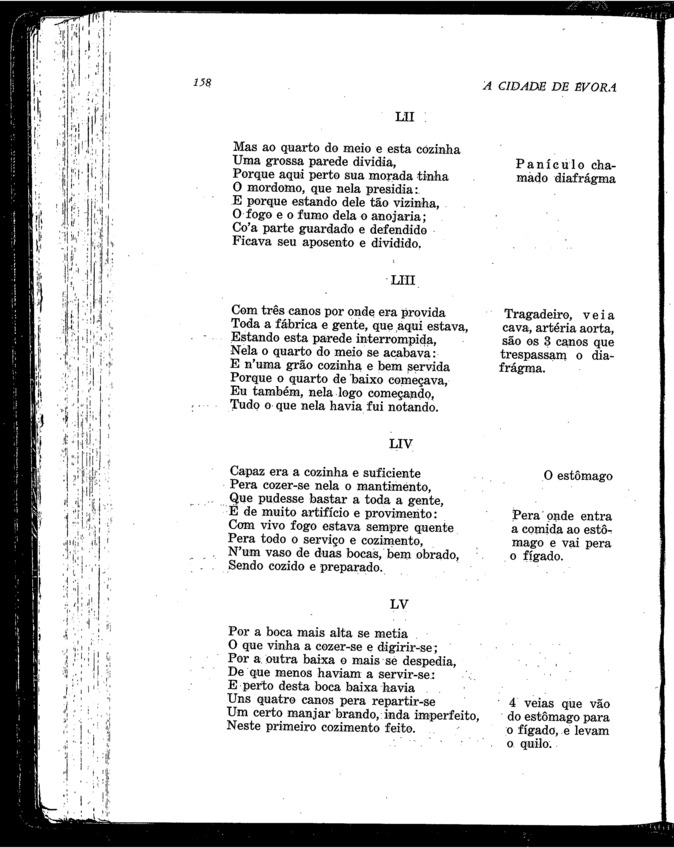 158
A CIDADE DE ÉVORA
LII
Mas ao quarto do meio e esta cozinha
Uma grossa parede dividia,
Porque aqui perto sua morada tinha
O mordomo, que nela presidia:
E porque estando dele tão vizinha,
O fogo e o fumo dela o anojaria;
Co'a parte guardado e defendido
Ficava seu aposento e dividido.
Panículo cha-
mado diafrágma
LIII
Com três canos por onde era provida
Toda a fábrica e gente, que aqui estava,
Estando esta parede interrompida,
Nela o quarto do meio se acabava:
E n'uma grão cozinha e bem servida
Porque o quarto de baixo começava,
Eu também, nela logo começando,
Tudo o que nela havia fui notando.
Tragadeiro, veia
cava, artéria aorta,
são os 3 canos que
trespassam o dia-
frágma.
LIV
Capaz era a cozinha e suficiente
Pera cozer-se nela o mantimento,
Que pudesse bastar a toda a gente,
E de muito artifício e provimento:
Com vivo fogo estava sempre quente
Pera todo o serviço e cozimento,
N'um vaso de duas bocas, bem obrado,
Sendo cozido e preparado.
O estômago
Pera onde entra
a comida ao estô-
mago e vai pera
o fígado.
LV
Por a boca mais alta se metia
O que vinha a cozer-se e digirir-se;
Por a outra baixa o mais se despedia,
De que menos haviam a servir-se:
E perto desta boca baixa havia
Uns quatro canos pera repartir-se
Um certo manjar brando, inda imperfeito,
Neste primeiro cozimento feito.
4 veias que vão
do estômago para
o fígado, e levam
o quilo.